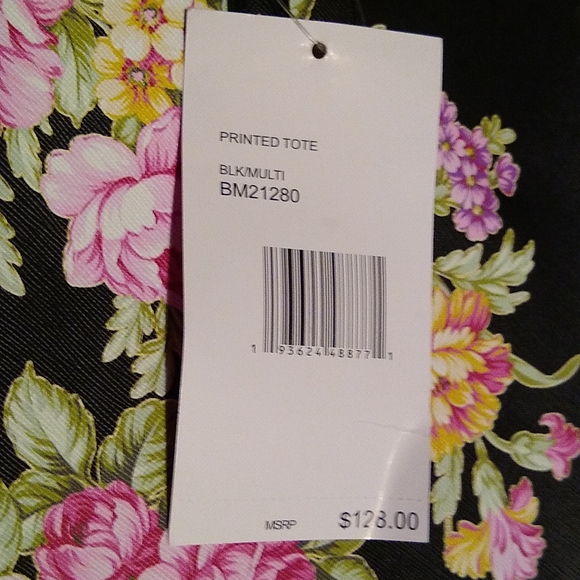 PRINTED TOTE
BLK/MULTI
BM21280
1 93624 48877 1
MSRP $128.00